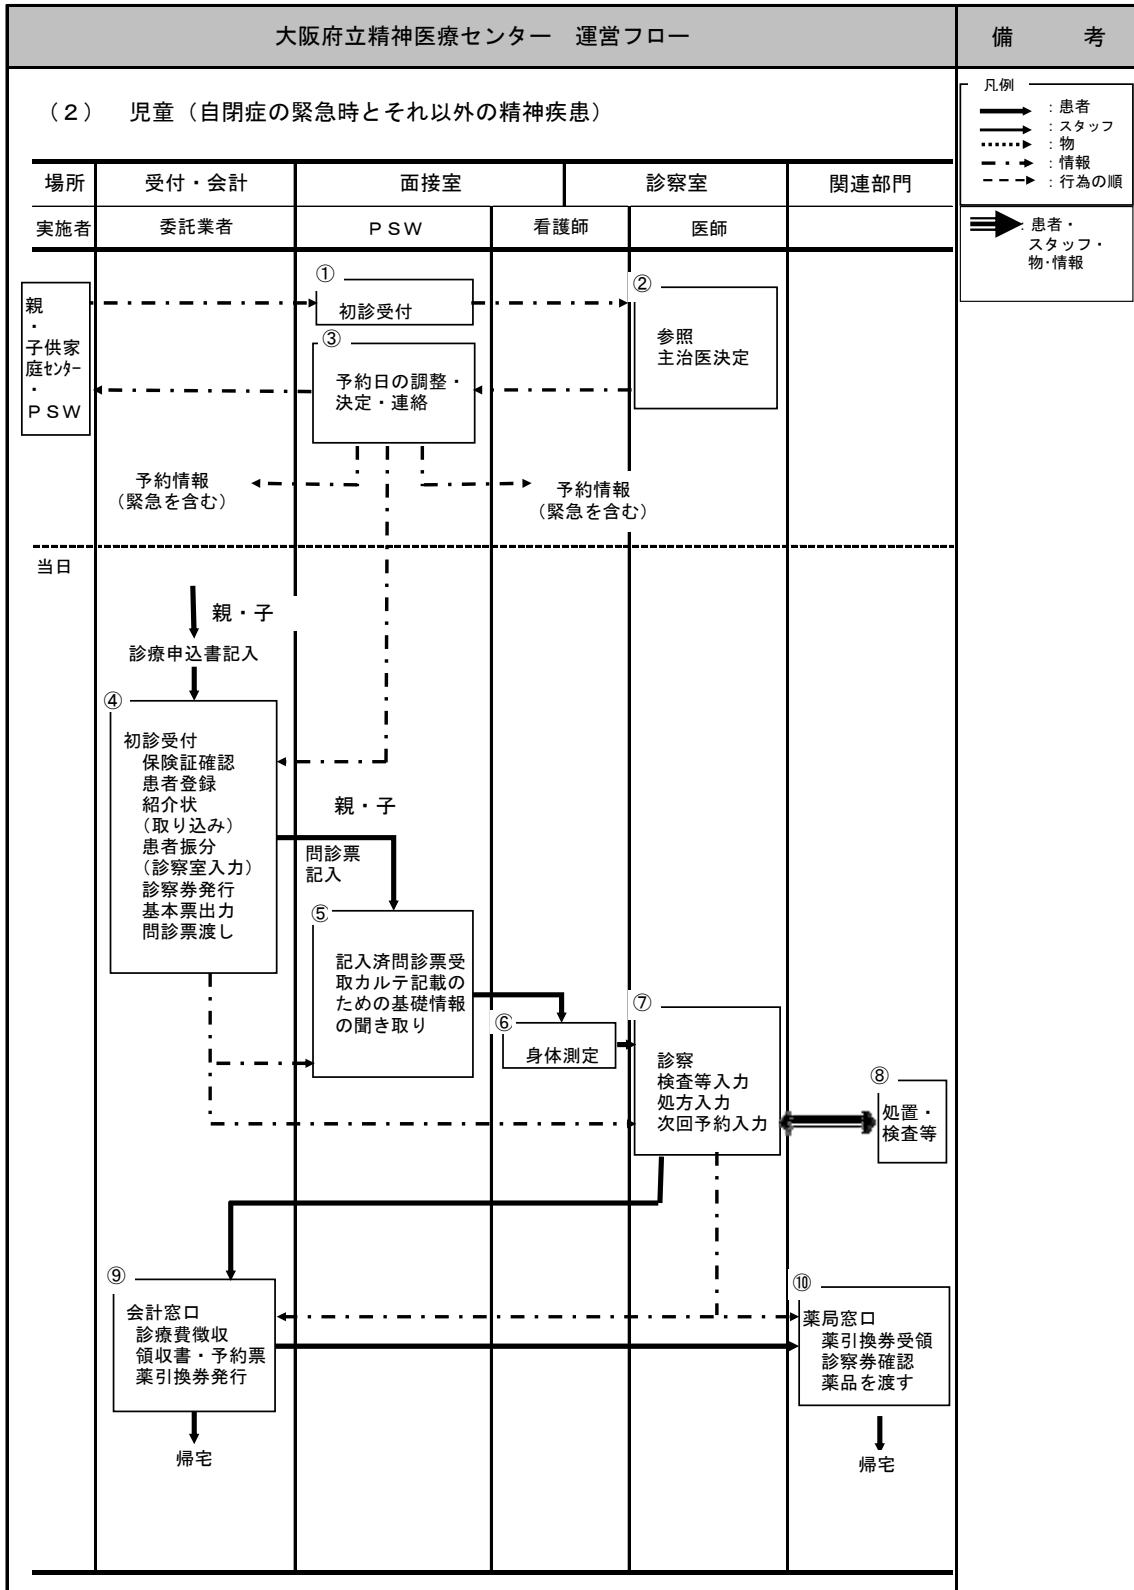 大阪府立精神医療センター　運営フロー
備　考
（２）　児童（自閉症の緊急時とそれ以外の精神疾患）
凡例
：患者
：スタッフ
：物
：情報
：行為の順
：患者・
スタッフ・
物・情報
場所　受付・会計　面接室　診察室　関連部門
実施者　委託業者　ＰＳＷ　看護師　医師
親
・
子供家
庭ｾﾝﾀｰ
・
ＰＳＷ
①
初診受付
②
参照
主治医決定
③
予約日の調整・
決定・連絡
予約情報
（緊急を含む）
予約情報
（緊急を含む）
当日
親・子
診療申込書記入
④
初診受付
保険証確認
患者登録
紹介状
(取り込み)
患者振分
(診察室入力)
診察券発行
基本票出力
問診票渡し
親・子
問診票
記入
⑤
記入済問診票受
取カルテ記載の
ための基礎情報
の聞き取り
⑥
身体測定
⑦
診察
検査等入力
処方入力
次回予約入力
⑧
処置・
検査等
⑨
会計窓口
診療費徴収
領収書・予約票
薬引換券発行
帰宅
⑩
薬局窓口
薬引換券受領
診察券確認
薬品を渡す
帰宅